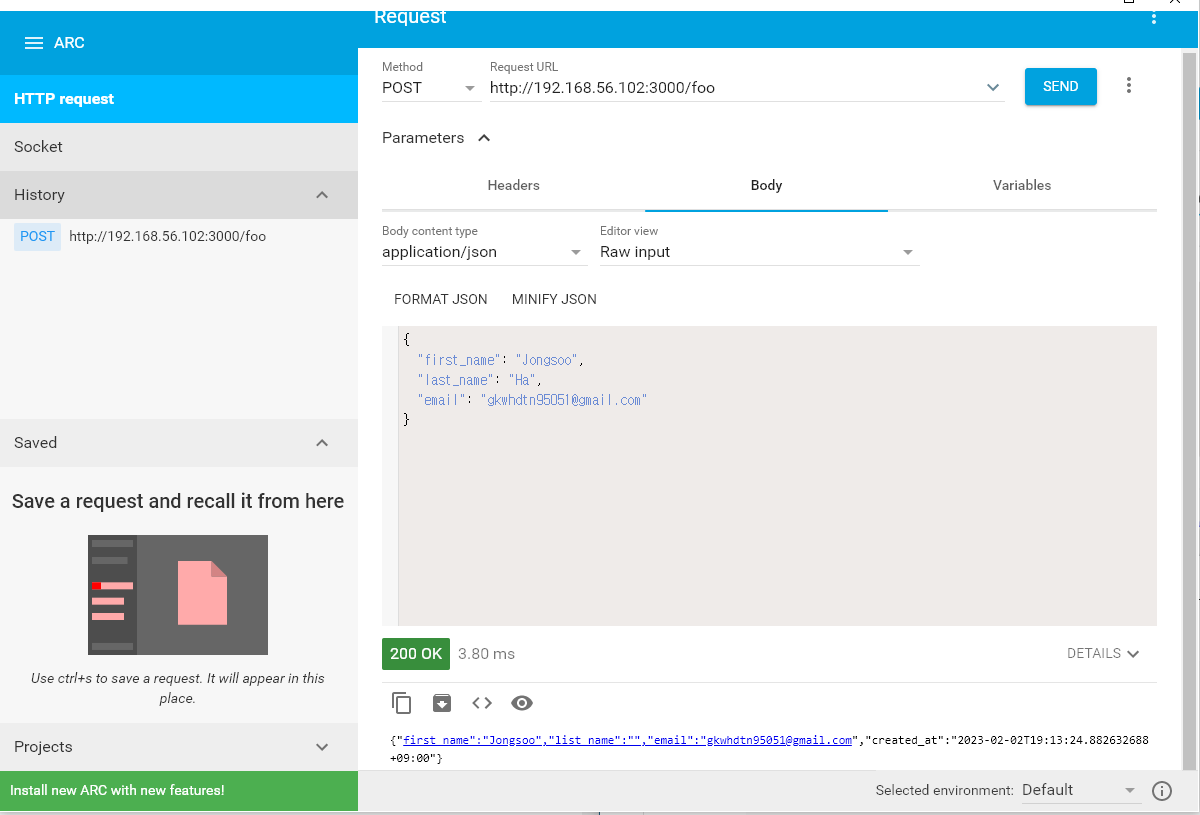 Request
ARC
HTTP request
Socket
History
POST http://192.168.56.102:3000/foo
Saved
Save a request and recall it from here
Use ctrl+s to save a request. It will appear in this
place.
Projects
Install new ARC with new features!
Method
POST
Request URL
http://192.168.56.102:3000/foo
SEND
Parameters
Headers Body Variables
Body content type
application/json
Editor view
Raw input
FORMAT JSON MINIFY JSON
{
"first_name": "Jongsoo",
"last_name": "Ha",
"email": "gkwhdtn95051@gmail.com"
}
200 OK 3.80 ms DETAILS
{"first_name":"Jongsoo","list_name":"","email":"gkwhdtn95051@gmail.com","created_at":"2023-02-02T19:13:24.882632688
+09:00"}
Selected environment: Default